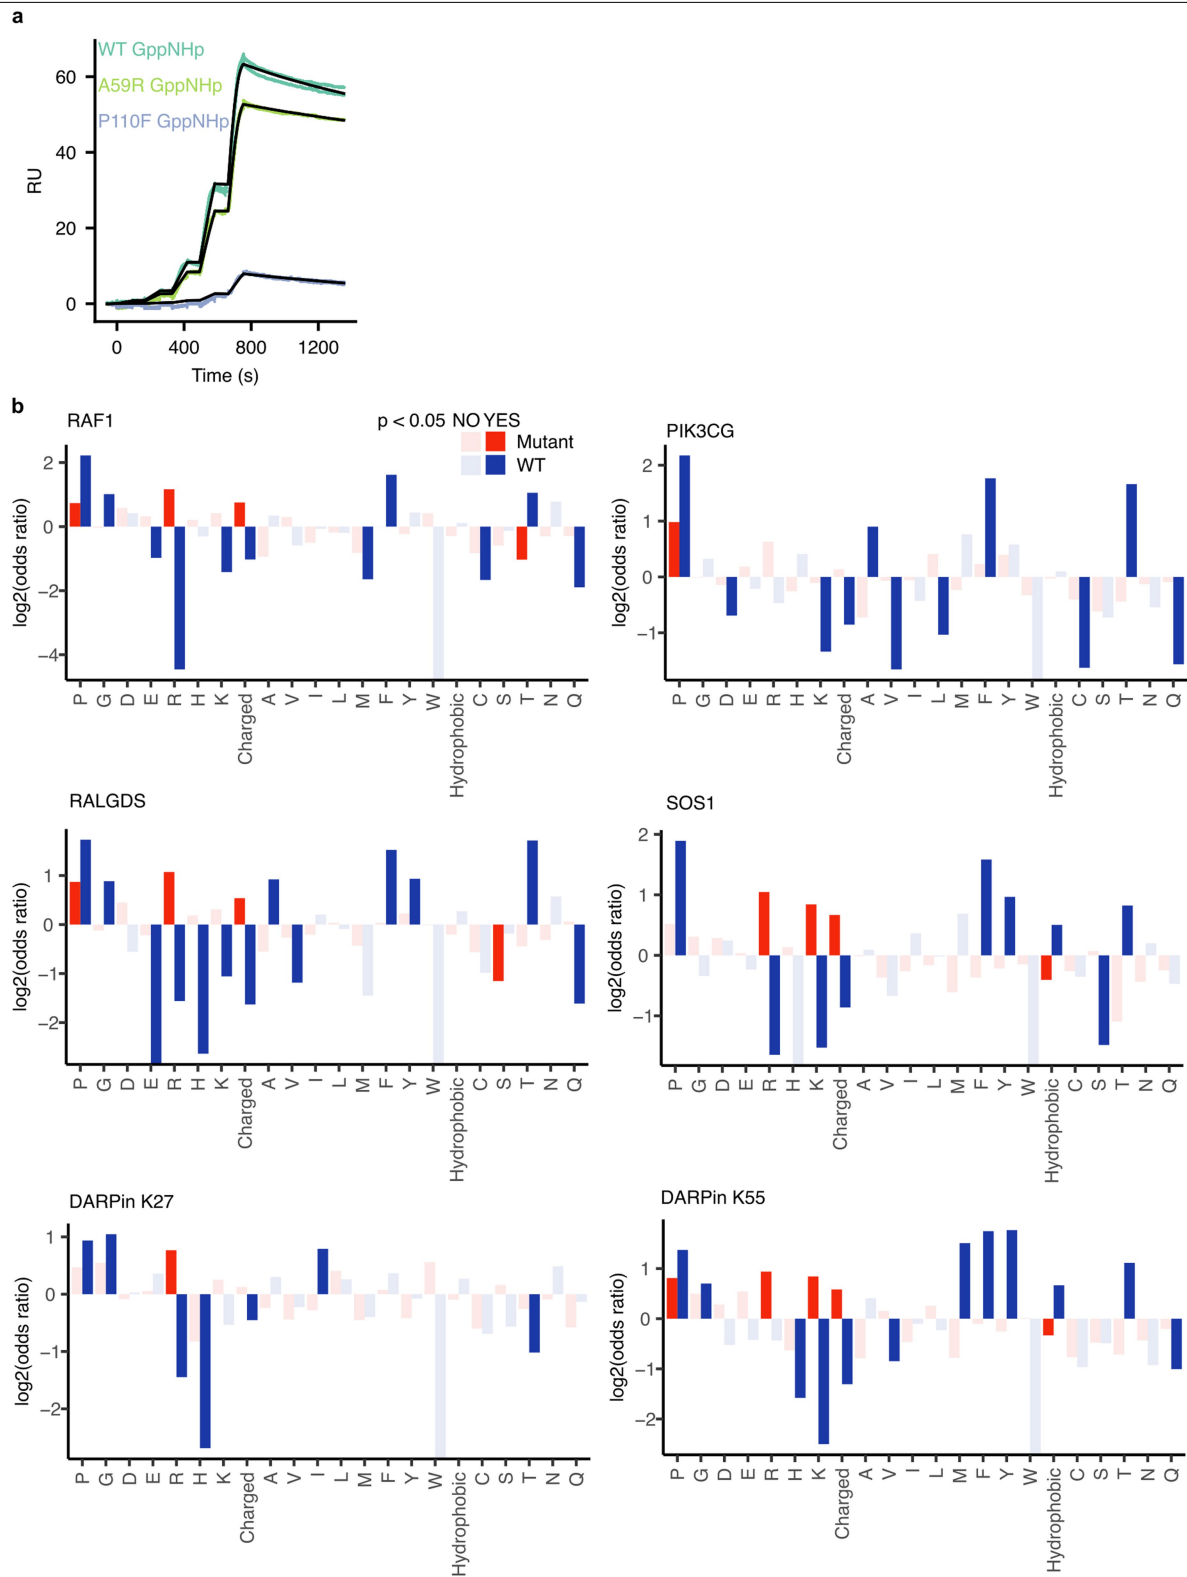 a
WT GppNHp
A59R GppNHp
P110F GppNHp
60
40
20
0
RU
0 400 800 1200
Time (s)
b
RAF1
p < 0.05 NO YES
Mutant
WT
2
0
−2
−4
log2(odds ratio)
P G D E R H K Charged A V I L M F Y W Hydrophobic C S T N Q
PIK3CG
2
1
0
−1
log2(odds ratio)
P G D E R H K Charged A V I L M F Y W Hydrophobic C S T N Q
RALGDS
1
0
−1
−2
log2(odds ratio)
P G D E R H K Charged A V I L M F Y W Hydrophobic C S T N Q
SOS1
2
1
0
−1
log2(odds ratio)
P G D E R H K Charged A V I L M F Y W Hydrophobic C S T N Q
DARPin K27
1
0
−1
−2
log2(odds ratio)
P G D E R H K Charged A V I L M F Y W Hydrophobic C S T N Q
DARPin K55
1
0
−1
−2
log2(odds ratio)
P G D E R H K Charged A V I L M F Y W Hydrophobic C S T N Q